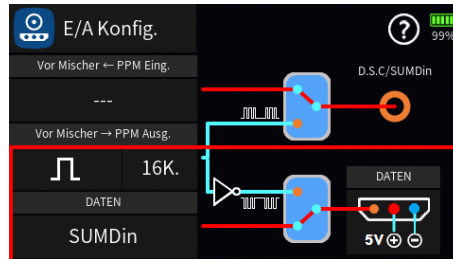 E/A Konfig.
?
99%
Vor Mischer ← PPM Eing.
D.S.C/SUMDin
---
Vor Mischer → PPM Ausg.
16K.
DATEN
DATEN
SUMDin
5V ⊕ ⊖